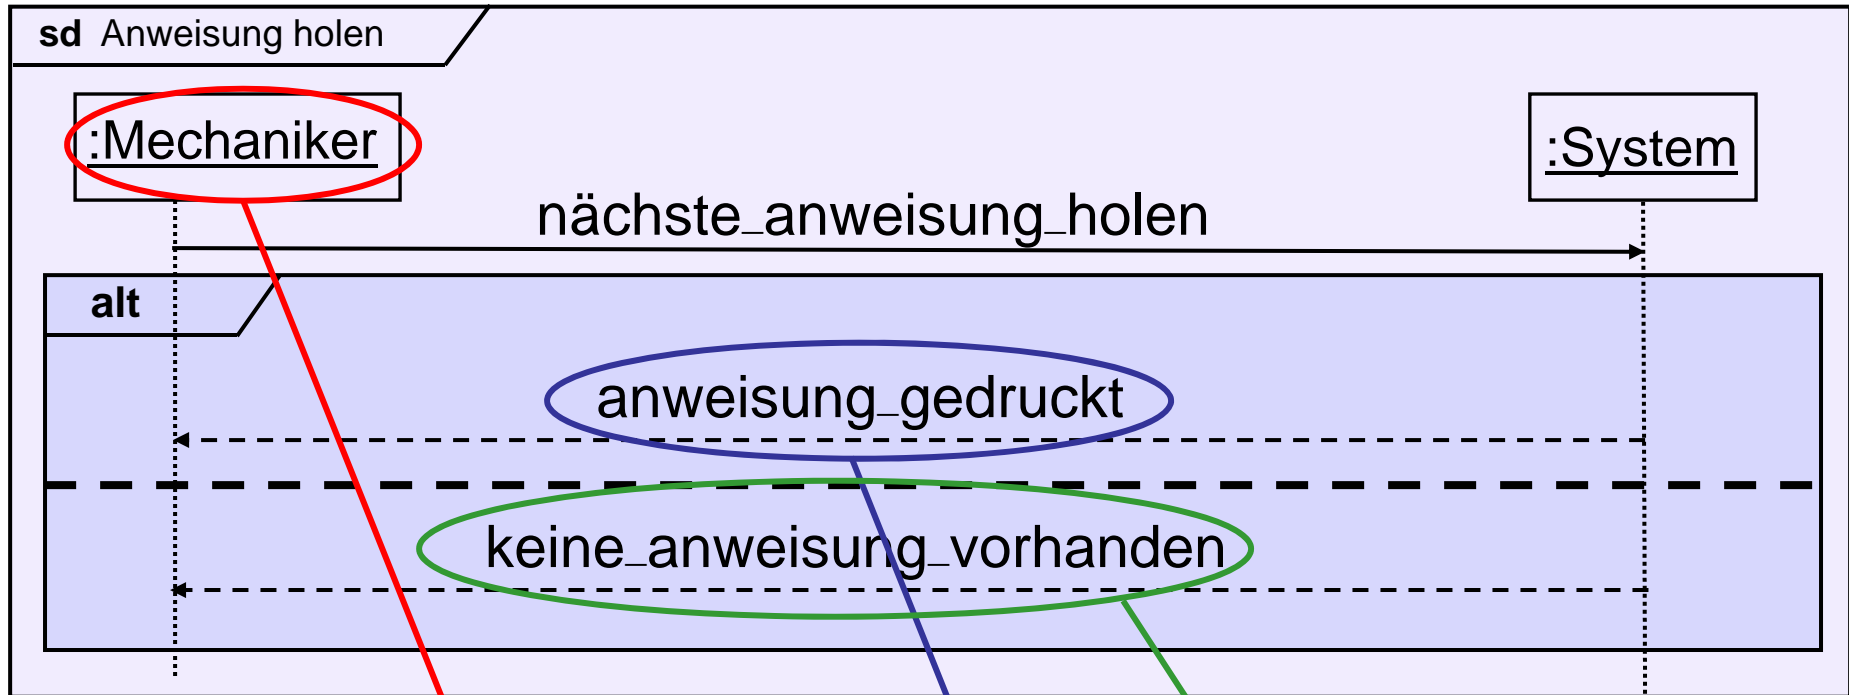 sd Anweisung holen
:Mechaniker
:System
nächste_anweisung_holen
alt
anweisung_gedruckt
keine_anweisung_vorhanden